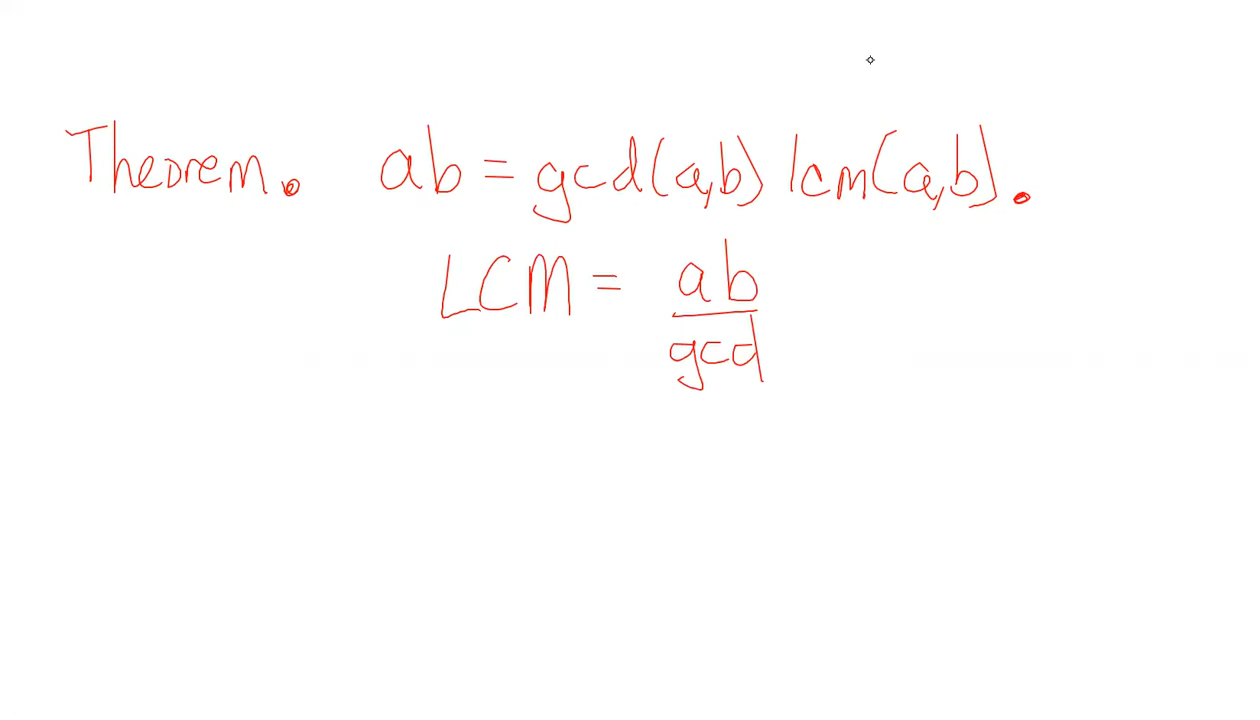 Theorem. ab = gcd(a,b) lcm(a,b).
LCM = ab
gcd